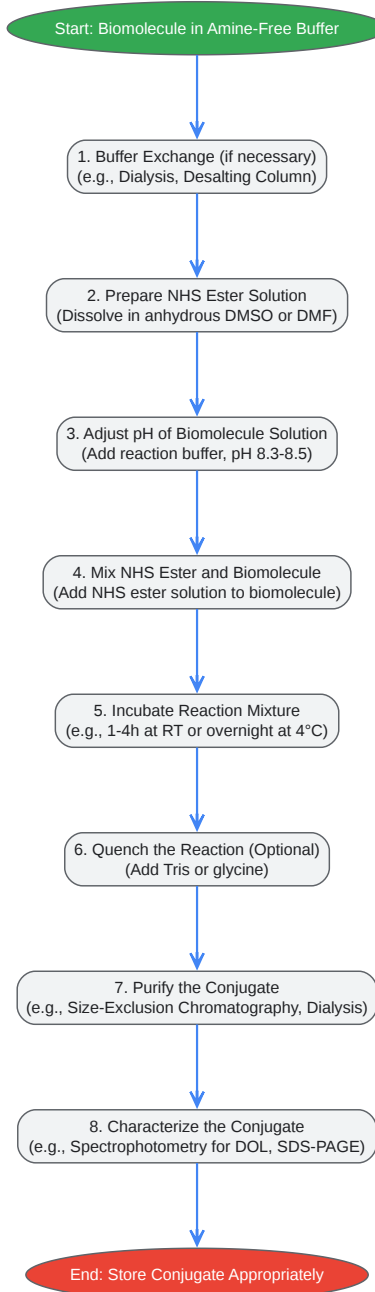 Start: Biomolecule in Amine-Free Buffer
1. Buffer Exchange (if necessary)
(e.g., Dialysis, Desalting Column)
2. Prepare NHS Ester Solution
(Dissolve in anhydrous DMSO or DMF)
3. Adjust pH of Biomolecule Solution
(Add reaction buffer, pH 8.3-8.5)
4. Mix NHS Ester and Biomolecule
(Add NHS ester solution to biomolecule)
5. Incubate Reaction Mixture
(e.g., 1-4h at RT or overnight at 4°C)
6. Quench the Reaction (Optional)
(Add Tris or glycine)
7. Purify the Conjugate
(e.g., Size-Exclusion Chromatography, Dialysis)
8. Characterize the Conjugate
(e.g., Spectrophotometry for DOL, SDS-PAGE)
End: Store Conjugate Appropriately